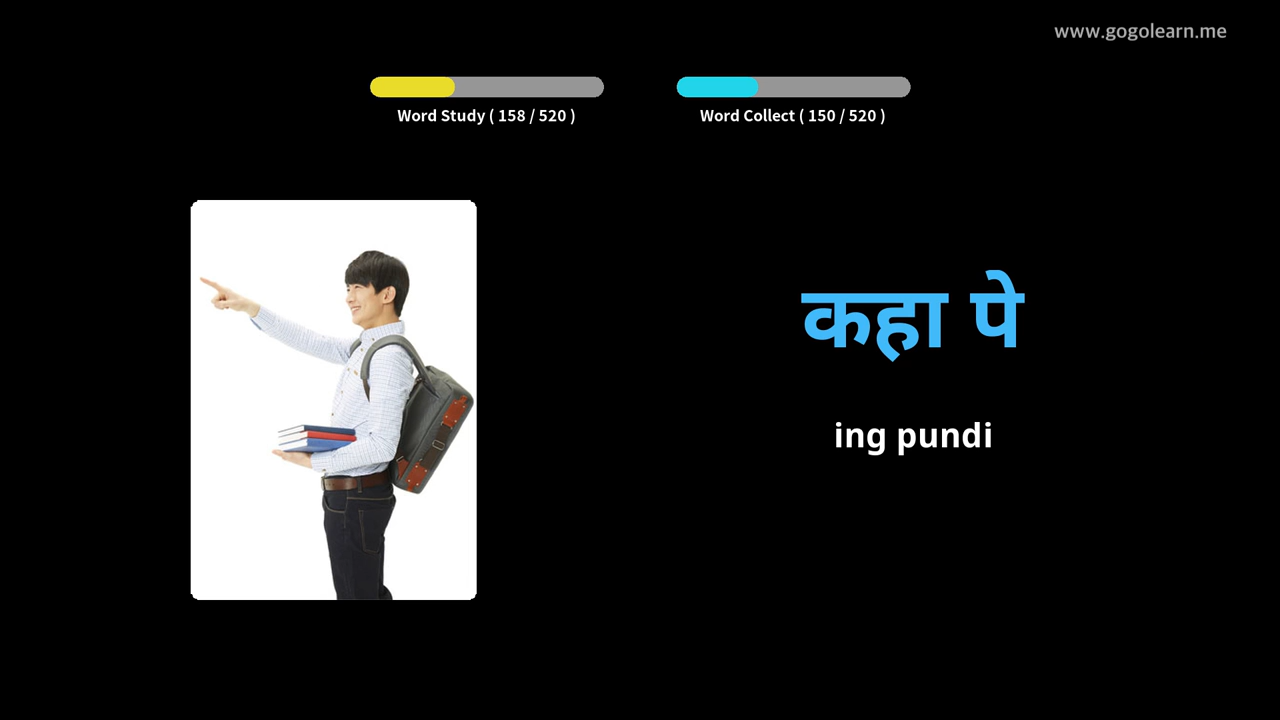 www.gogolearn.me
Word Study ( 158 / 520 )
Word Collect ( 150 / 520 )
कहा पे
ing pundi